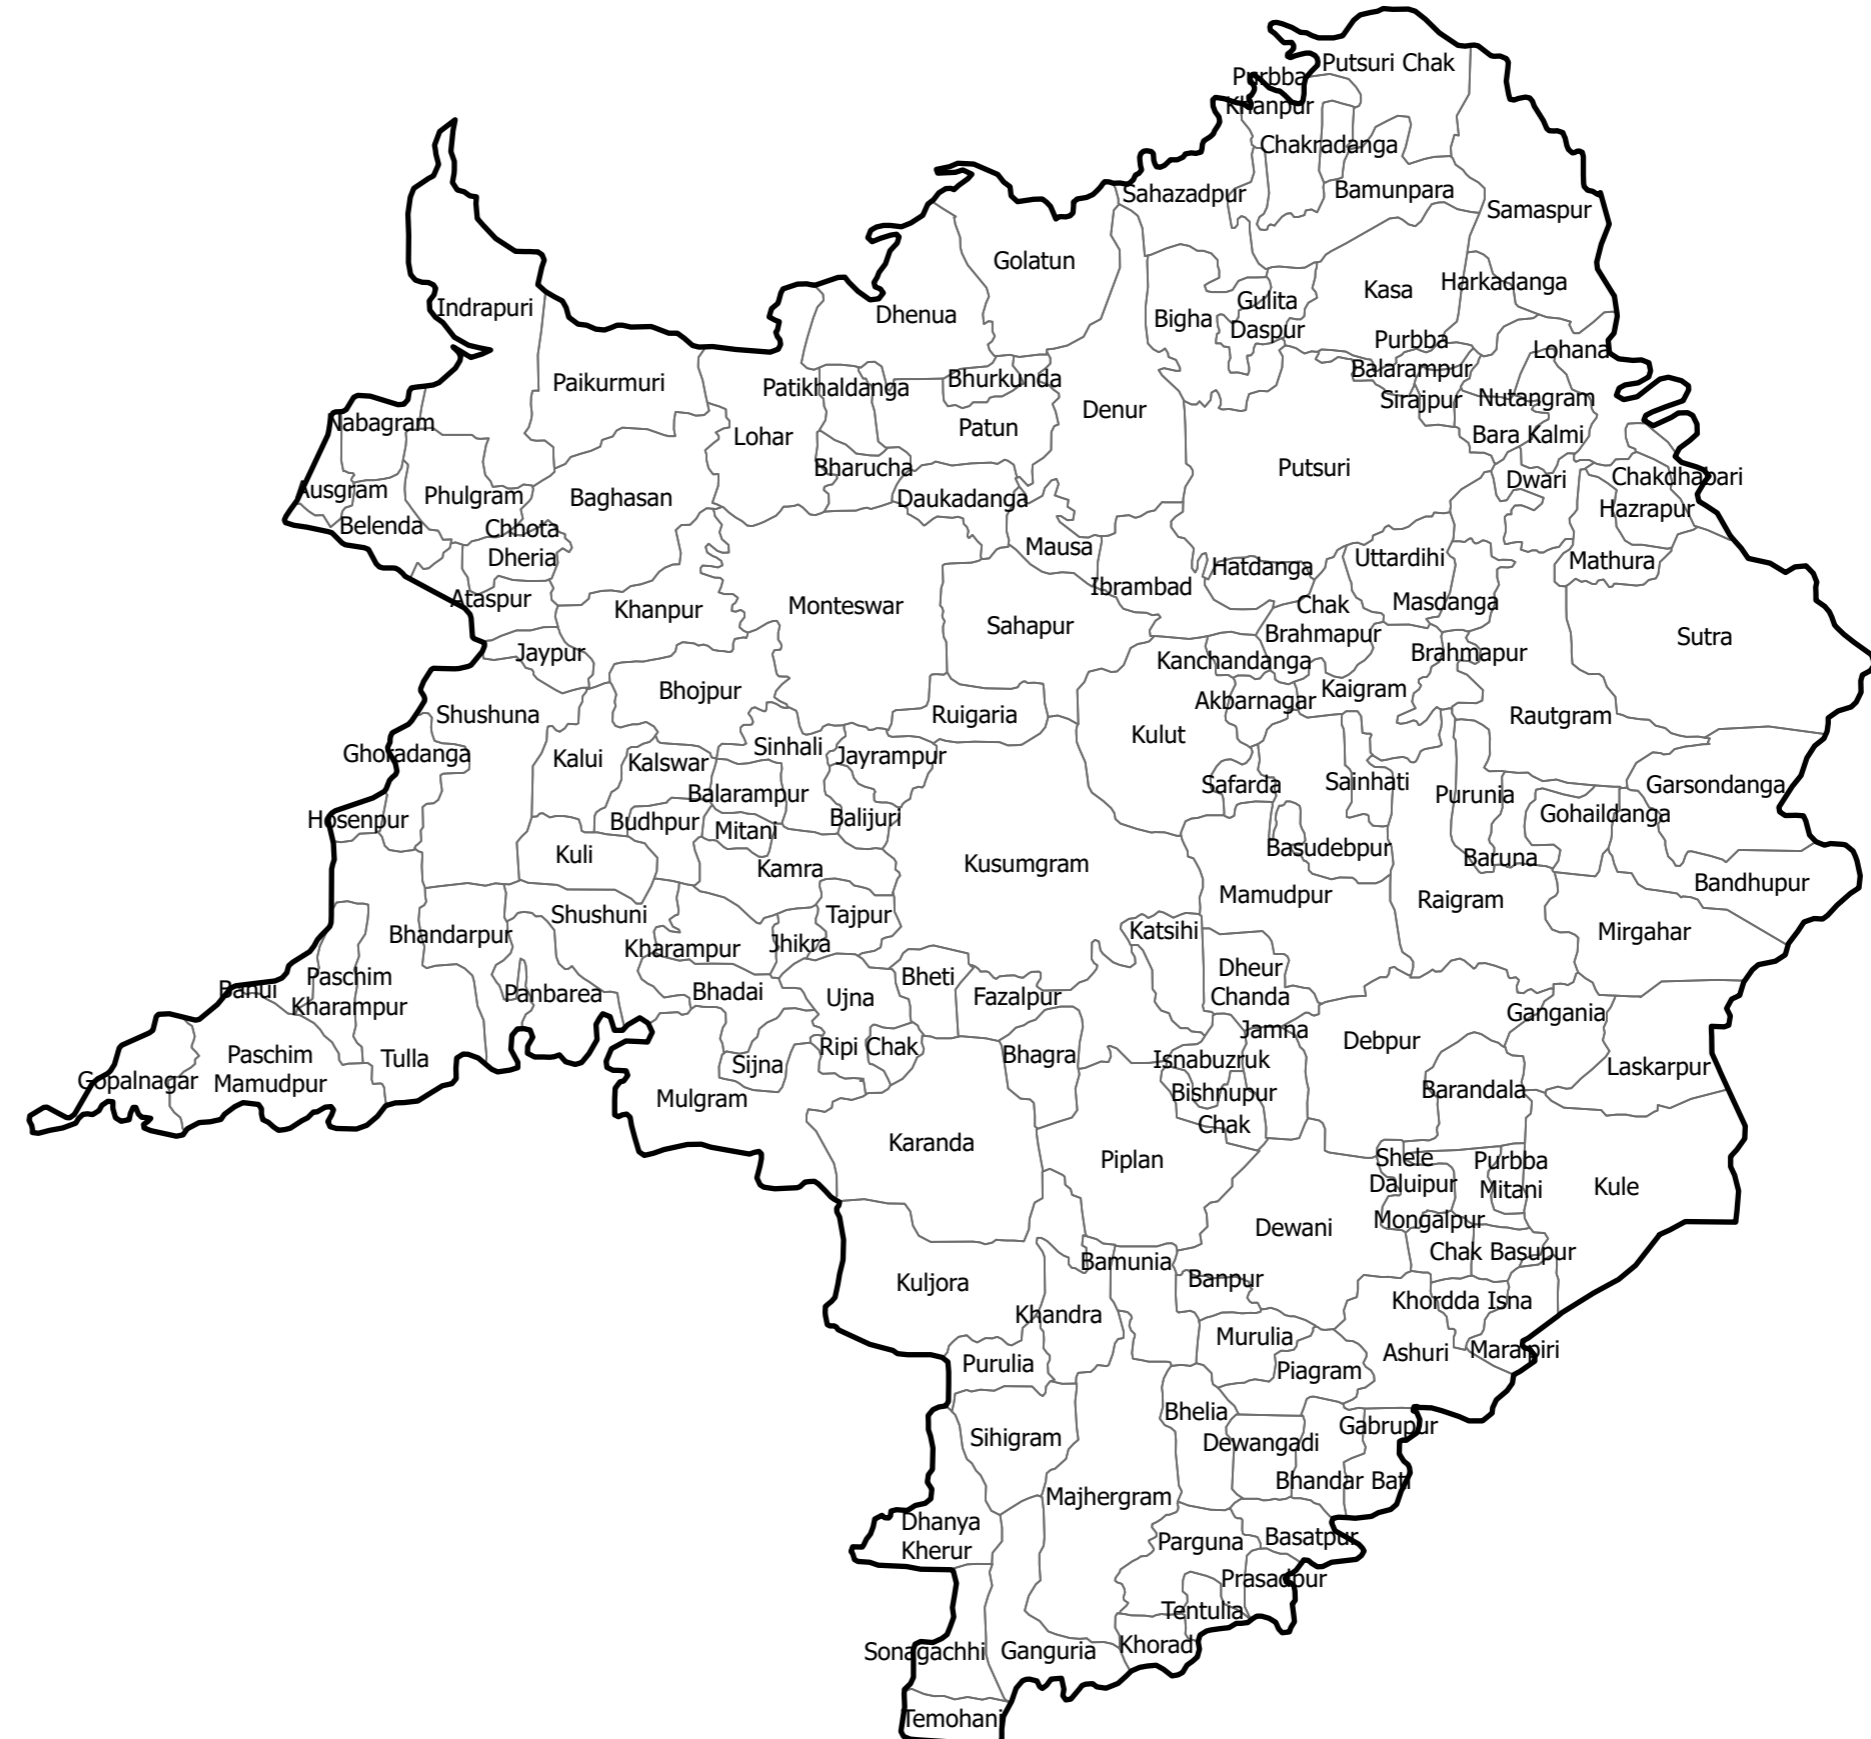 Putsuri Chak
Purbba
Khanpur
Chakradanga
Sahazadpur
Bamunpara
Samaspur
Golatun
Harkadanga
Kasa
Gulita
Daspur
Bigha
Indrapuri
Dhenua
Purbba
Balarampur
Lohana
Paikurmuri
Patikhaldanga
Bhurkunda
Sirajpur
Nutangram
Denur
Nabagram
Lohar
Patun
Bara Kalmi
Bharucha
Putsuri
Dwari
Chakdhabari
Ausgram
Phulgram
Baghasan
Daukadanga
Hazrapur
Belenda
Chhota
Dheria
Mausa
Hatdanga
Uttardihi
Mathura
Ibrambad
Ataspur
Khanpur
Monteswar
Chak
Brahmapur
Masdanga
Sahapur
Sutra
Jaypur
Kanchandanga
Brahmapur
Bhojpur
Akbarnagar
Kaigram
Shushuna
Ruigaria
Rautgram
Kulut
Ghoradanga
Kalui
Kalswar
Sinhali
Jayrampur
Safarda
Sainhati
Purunia
Garsondanga
Balarampur
Hosenpur
Budhpur
Mitani
Balijuri
Gohaildanga
Kuli
Kamra
Kusumgram
Basudebpur
Baruna
Mamudpur
Raigram
Bandhupur
Shushuni
Tajpur
Bhandarpur
Kharampur
Jhikra
Katsihi
Mirgahar
Banui
Paschim
Kharampur
Panbarea
Bhadai
Ujna
Bheti
Fazalpur
Dheur
Chanda
Gangania
Jamna
Debpur
Paschim
Mamudpur
Tulla
Sijna
Ripi
Chak
Bhagra
Isnabuzruk
Laskarpur
Gopalnagar
Mulgram
Bishnupur
Chak
Barandala
Karanda
Piplan
Shele
Daluipur
Purbba
Mitani
Kule
Mongalpur
Dewani
Chak Basupur
Bamunia
Kuljora
Banpur
Khordda Isna
Khandra
Murulia
Ashuri
Maraipiri
Purulia
Piagram
Bhelia
Gabrupur
Sihigram
Dewangadi
Bhandar Bati
Majhergram
Dhanya
Kherur
Parguna
Basatpur
Prasadpur
Tentulia
Sonagachhi
Ganguria
Khorad
Temohani